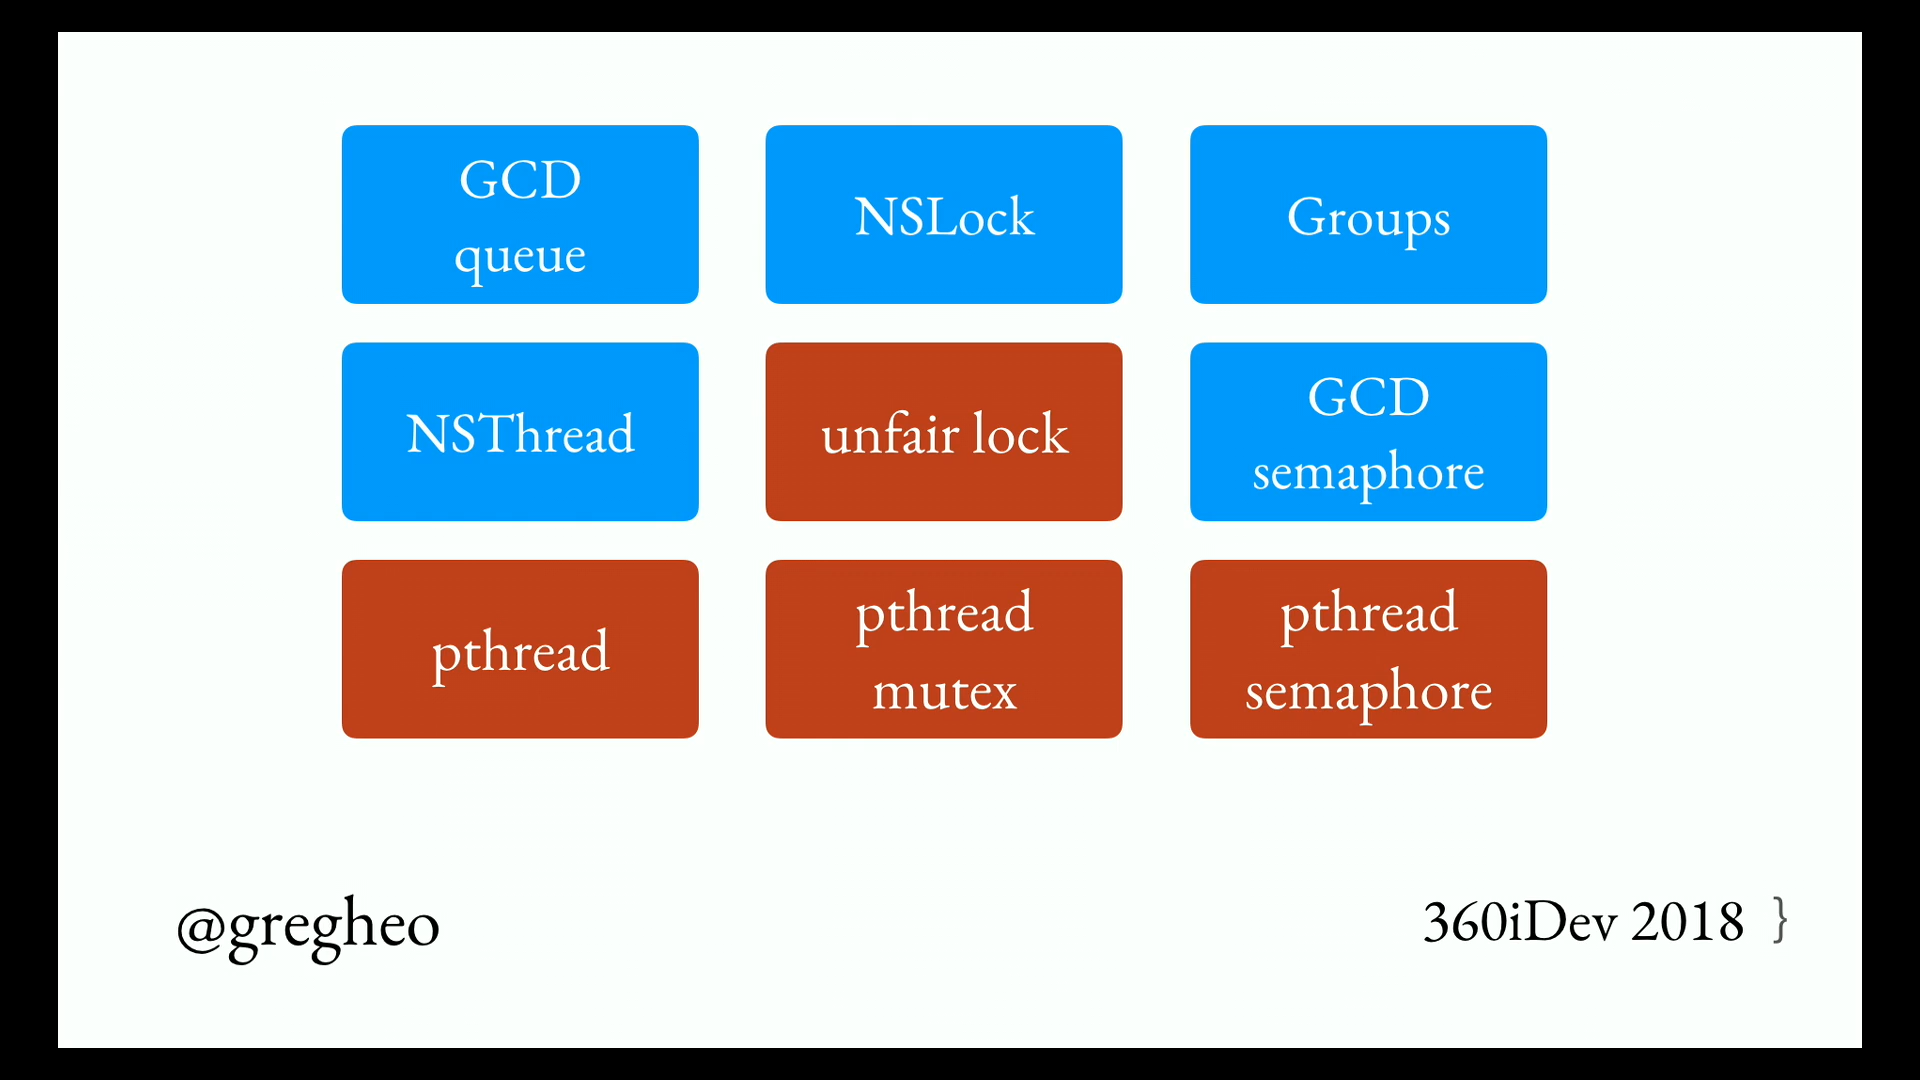 GCD
queue
NSLock
Groups
NSThread
unfair lock
GCD
semaphore
pthread
pthread
mutex
pthread
semaphore
@gregheo
360iDev 2018 }